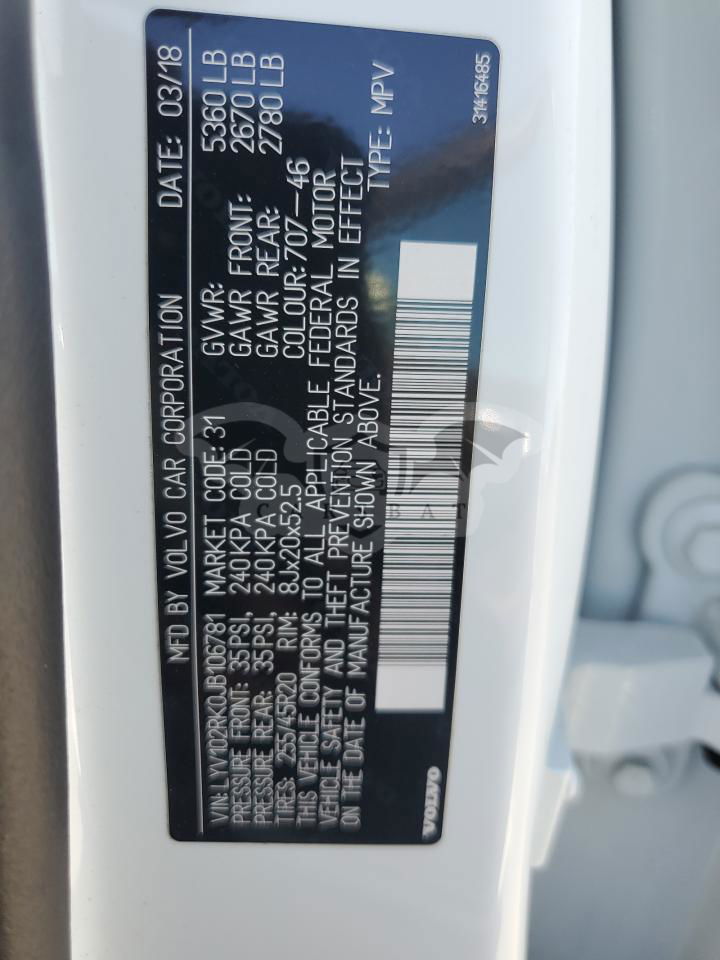 MFD BY VOLVO CAR CORPORATION DATE: 03/18
VIN: LYV102RK0JB106781 MARKET CODE: 31 GVWR: 5360 LB
PRESSURE FRONT: 35PSI, 240KPA COLD GAWR FRONT: 2670 LB
PRESSURE REAR: 35PSI, 240KPA COLD GAWR REAR: 2780 LB
TIRES: 255/45R20 RIM: 8Jx20x52.5 COLOUR: 707-46
THIS VEHICLE CONFORMS TO ALL APPLICABLE FEDERAL MOTOR
VEHICLE SAFETY AND THEFT PREVENTION STANDARDS IN EFFECT
ON THE DATE OF MANUFACTURE SHOWN ABOVE. TYPE: MPV
VOLVO 31416485